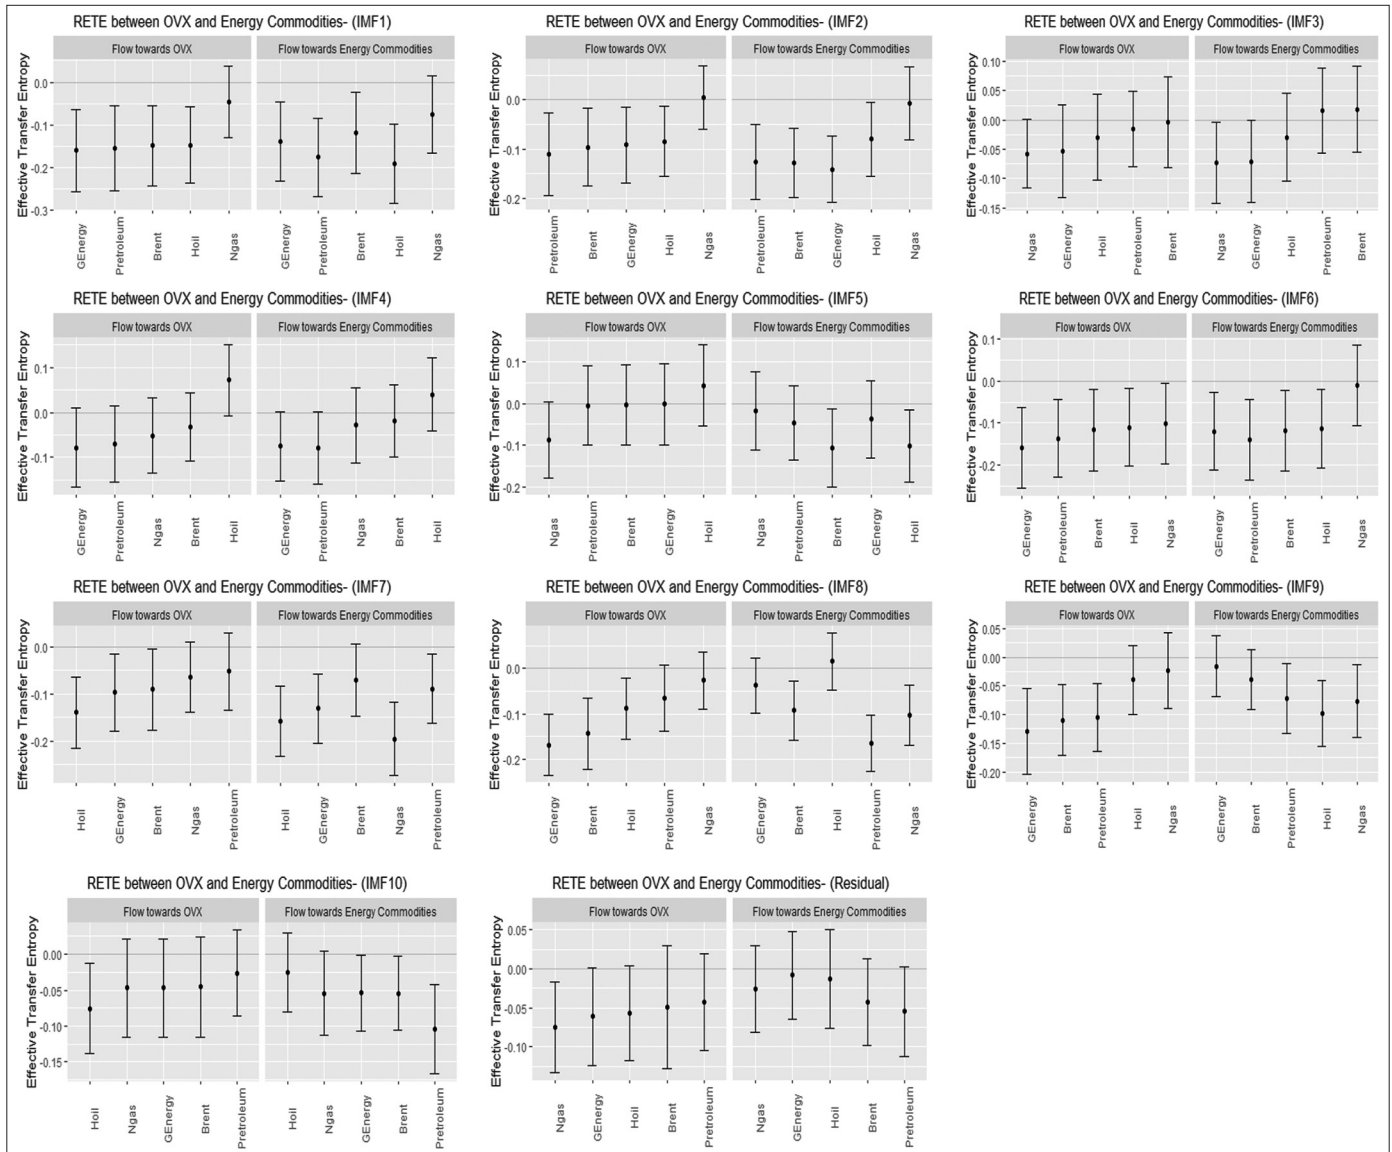 RETE between OVX and Energy Commodities- (IMF1)
Flow towards OVX
Flow towards Energy Commodities
Effective Transfer Entropy
0.0
-0.1
-0.2
-0.3
GEnergy
Pretroleum
Brent
Hoil
Ngas
GEnergy
Pretroleum
Brent
Hoil
Ngas
RETE between OVX and Energy Commodities- (IMF2)
Flow towards OVX
Flow towards Energy Commodities
Effective Transfer Entropy
0.0
-0.1
-0.2
Pretroleum
Brent
GEnergy
Hoil
Ngas
Pretroleum
Brent
GEnergy
Hoil
Ngas
RETE between OVX and Energy Commodities- (IMF3)
Flow towards OVX
Flow towards Energy Commodities
Effective Transfer Entropy
0.10
0.05
0.00
-0.05
-0.10
-0.15
Ngas
GEnergy
Hoil
Pretroleum
Brent
Ngas
GEnergy
Hoil
Pretroleum
Brent
RETE between OVX and Energy Commodities- (IMF4)
Flow towards OVX
Flow towards Energy Commodities
Effective Transfer Entropy
0.1
0.0
-0.1
GEnergy
Pretroleum
Ngas
Brent
Hoil
GEnergy
Pretroleum
Ngas
Brent
Hoil
RETE between OVX and Energy Commodities- (IMF5)
Flow towards OVX
Flow towards Energy Commodities
Effective Transfer Entropy
0.1
0.0
-0.1
-0.2
Ngas
Pretroleum
Brent
GEnergy
Hoil
Ngas
Pretroleum
Brent
GEnergy
Hoil
RETE between OVX and Energy Commodities- (IMF6)
Flow towards OVX
Flow towards Energy Commodities
Effective Transfer Entropy
0.1
0.0
-0.1
-0.2
GEnergy
Pretroleum
Brent
Hoil
Ngas
GEnergy
Pretroleum
Brent
Hoil
Ngas
RETE between OVX and Energy Commodities- (IMF7)
Flow towards OVX
Flow towards Energy Commodities
Effective Transfer Entropy
0.0
-0.1
-0.2
Hoil
GEnergy
Brent
Ngas
Pretroleum
Hoil
GEnergy
Brent
Ngas
Pretroleum
RETE between OVX and Energy Commodities- (IMF8)
Flow towards OVX
Flow towards Energy Commodities
Effective Transfer Entropy
0.0
-0.1
-0.2
GEnergy
Brent
Hoil
Pretroleum
Ngas
GEnergy
Brent
Hoil
Pretroleum
Ngas
RETE between OVX and Energy Commodities- (IMF9)
Flow towards OVX
Flow towards Energy Commodities
Effective Transfer Entropy
0.05
0.00
-0.05
-0.10
-0.15
-0.20
GEnergy
Brent
Pretroleum
Hoil
Ngas
GEnergy
Brent
Pretroleum
Hoil
Ngas
RETE between OVX and Energy Commodities- (IMF10)
Flow towards OVX
Flow towards Energy Commodities
Effective Transfer Entropy
0.00
-0.05
-0.10
-0.15
Hoil
Ngas
GEnergy
Brent
Pretroleum
Hoil
Ngas
GEnergy
Brent
Pretroleum
RETE between OVX and Energy Commodities- (Residual)
Flow towards OVX
Flow towards Energy Commodities
Effective Transfer Entropy
0.05
0.00
-0.05
-0.10
Ngas
GEnergy
Hoil
Brent
Pretroleum
Ngas
GEnergy
Hoil
Brent
Pretroleum